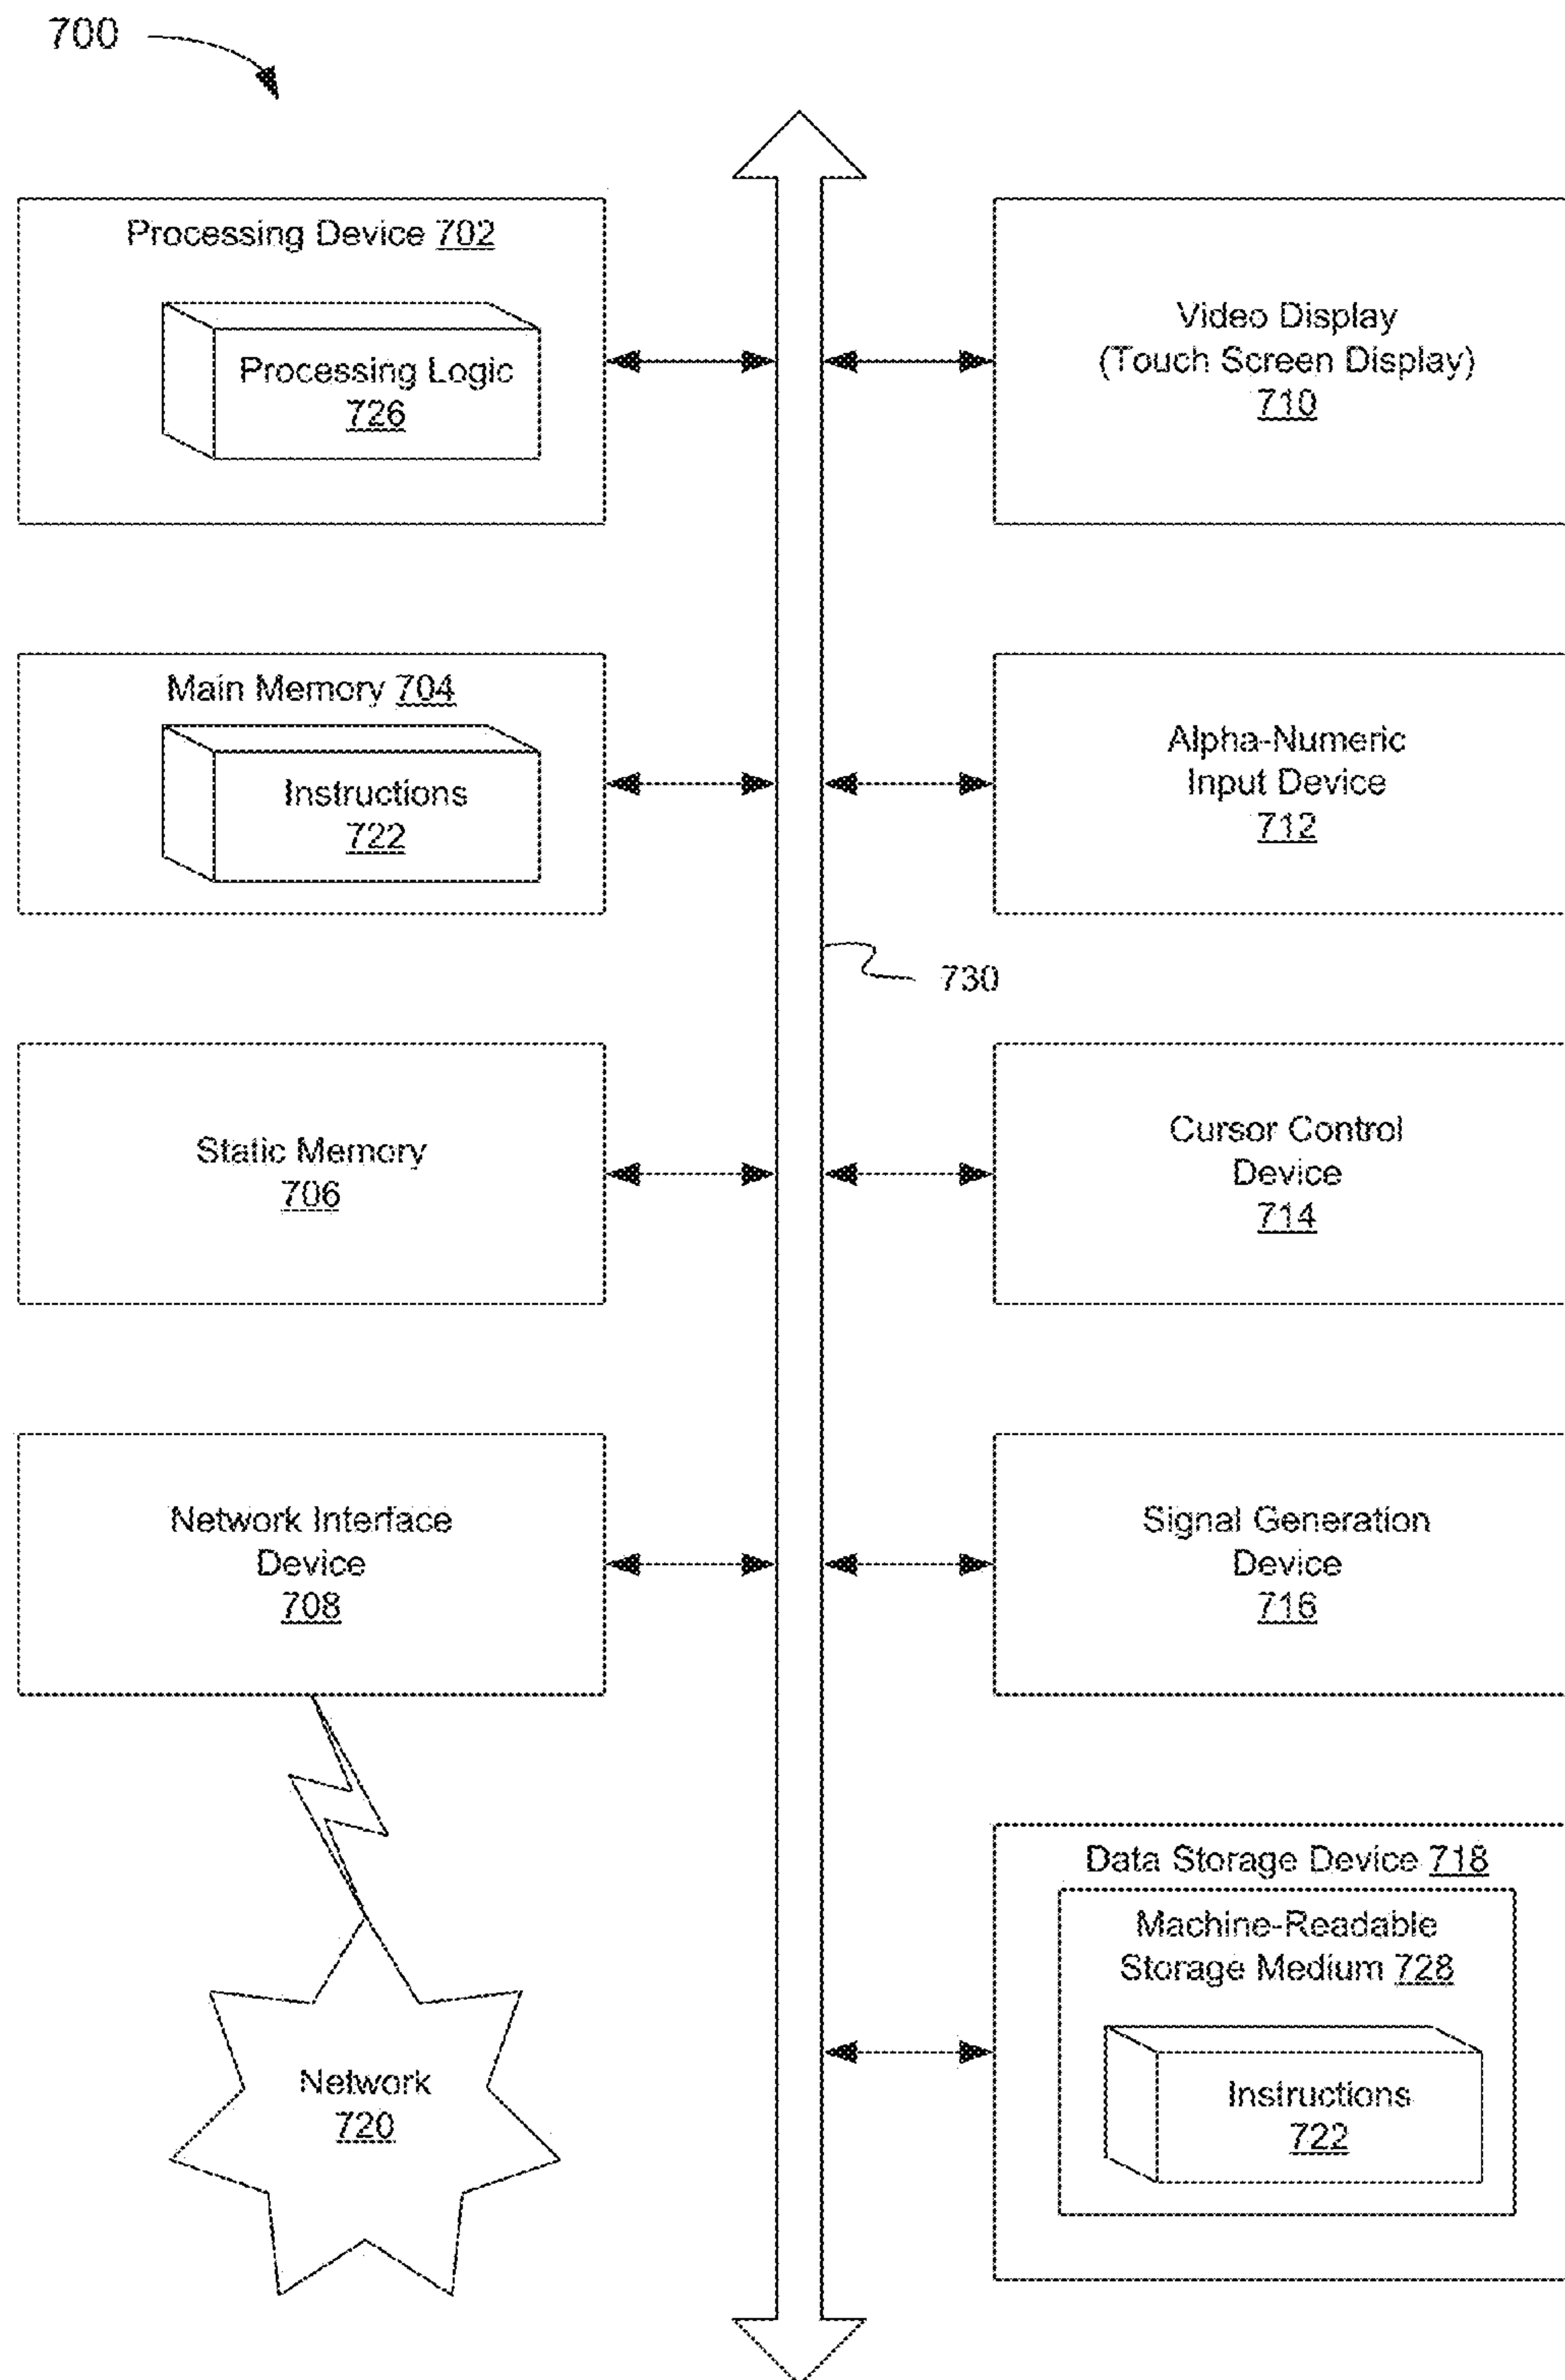 700
Processing Device 702
Processing Logic
726
Main Memory 704
Instructions
722
Static Memory
706
Network Interface
Device
708
Network
720
Video Display
(Touch Screen Display)
710
Alpha-Numeric
Input Device
712
730
Cursor Control
Device
714
Signal Generation
Device
716
Data Storage Device 718
Machine-Readable
Storage Medium 728
Instructions
722